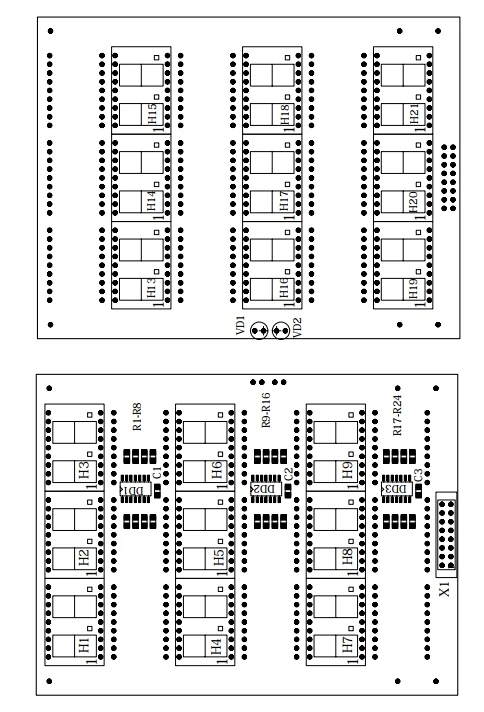 H15
1
H18
1
H21
1
H14
1
H17
1
H20
1
H13
1
H16
1
H19
1
VD1
VD2
R1-R8
R9-R16
R17-R24
H3
1
C1
DD1
H6
1
C2
DD2
H9
1
C3
DD3
H2
1
H5
1
H8
1
X1
H1
1
H4
1
H7
1